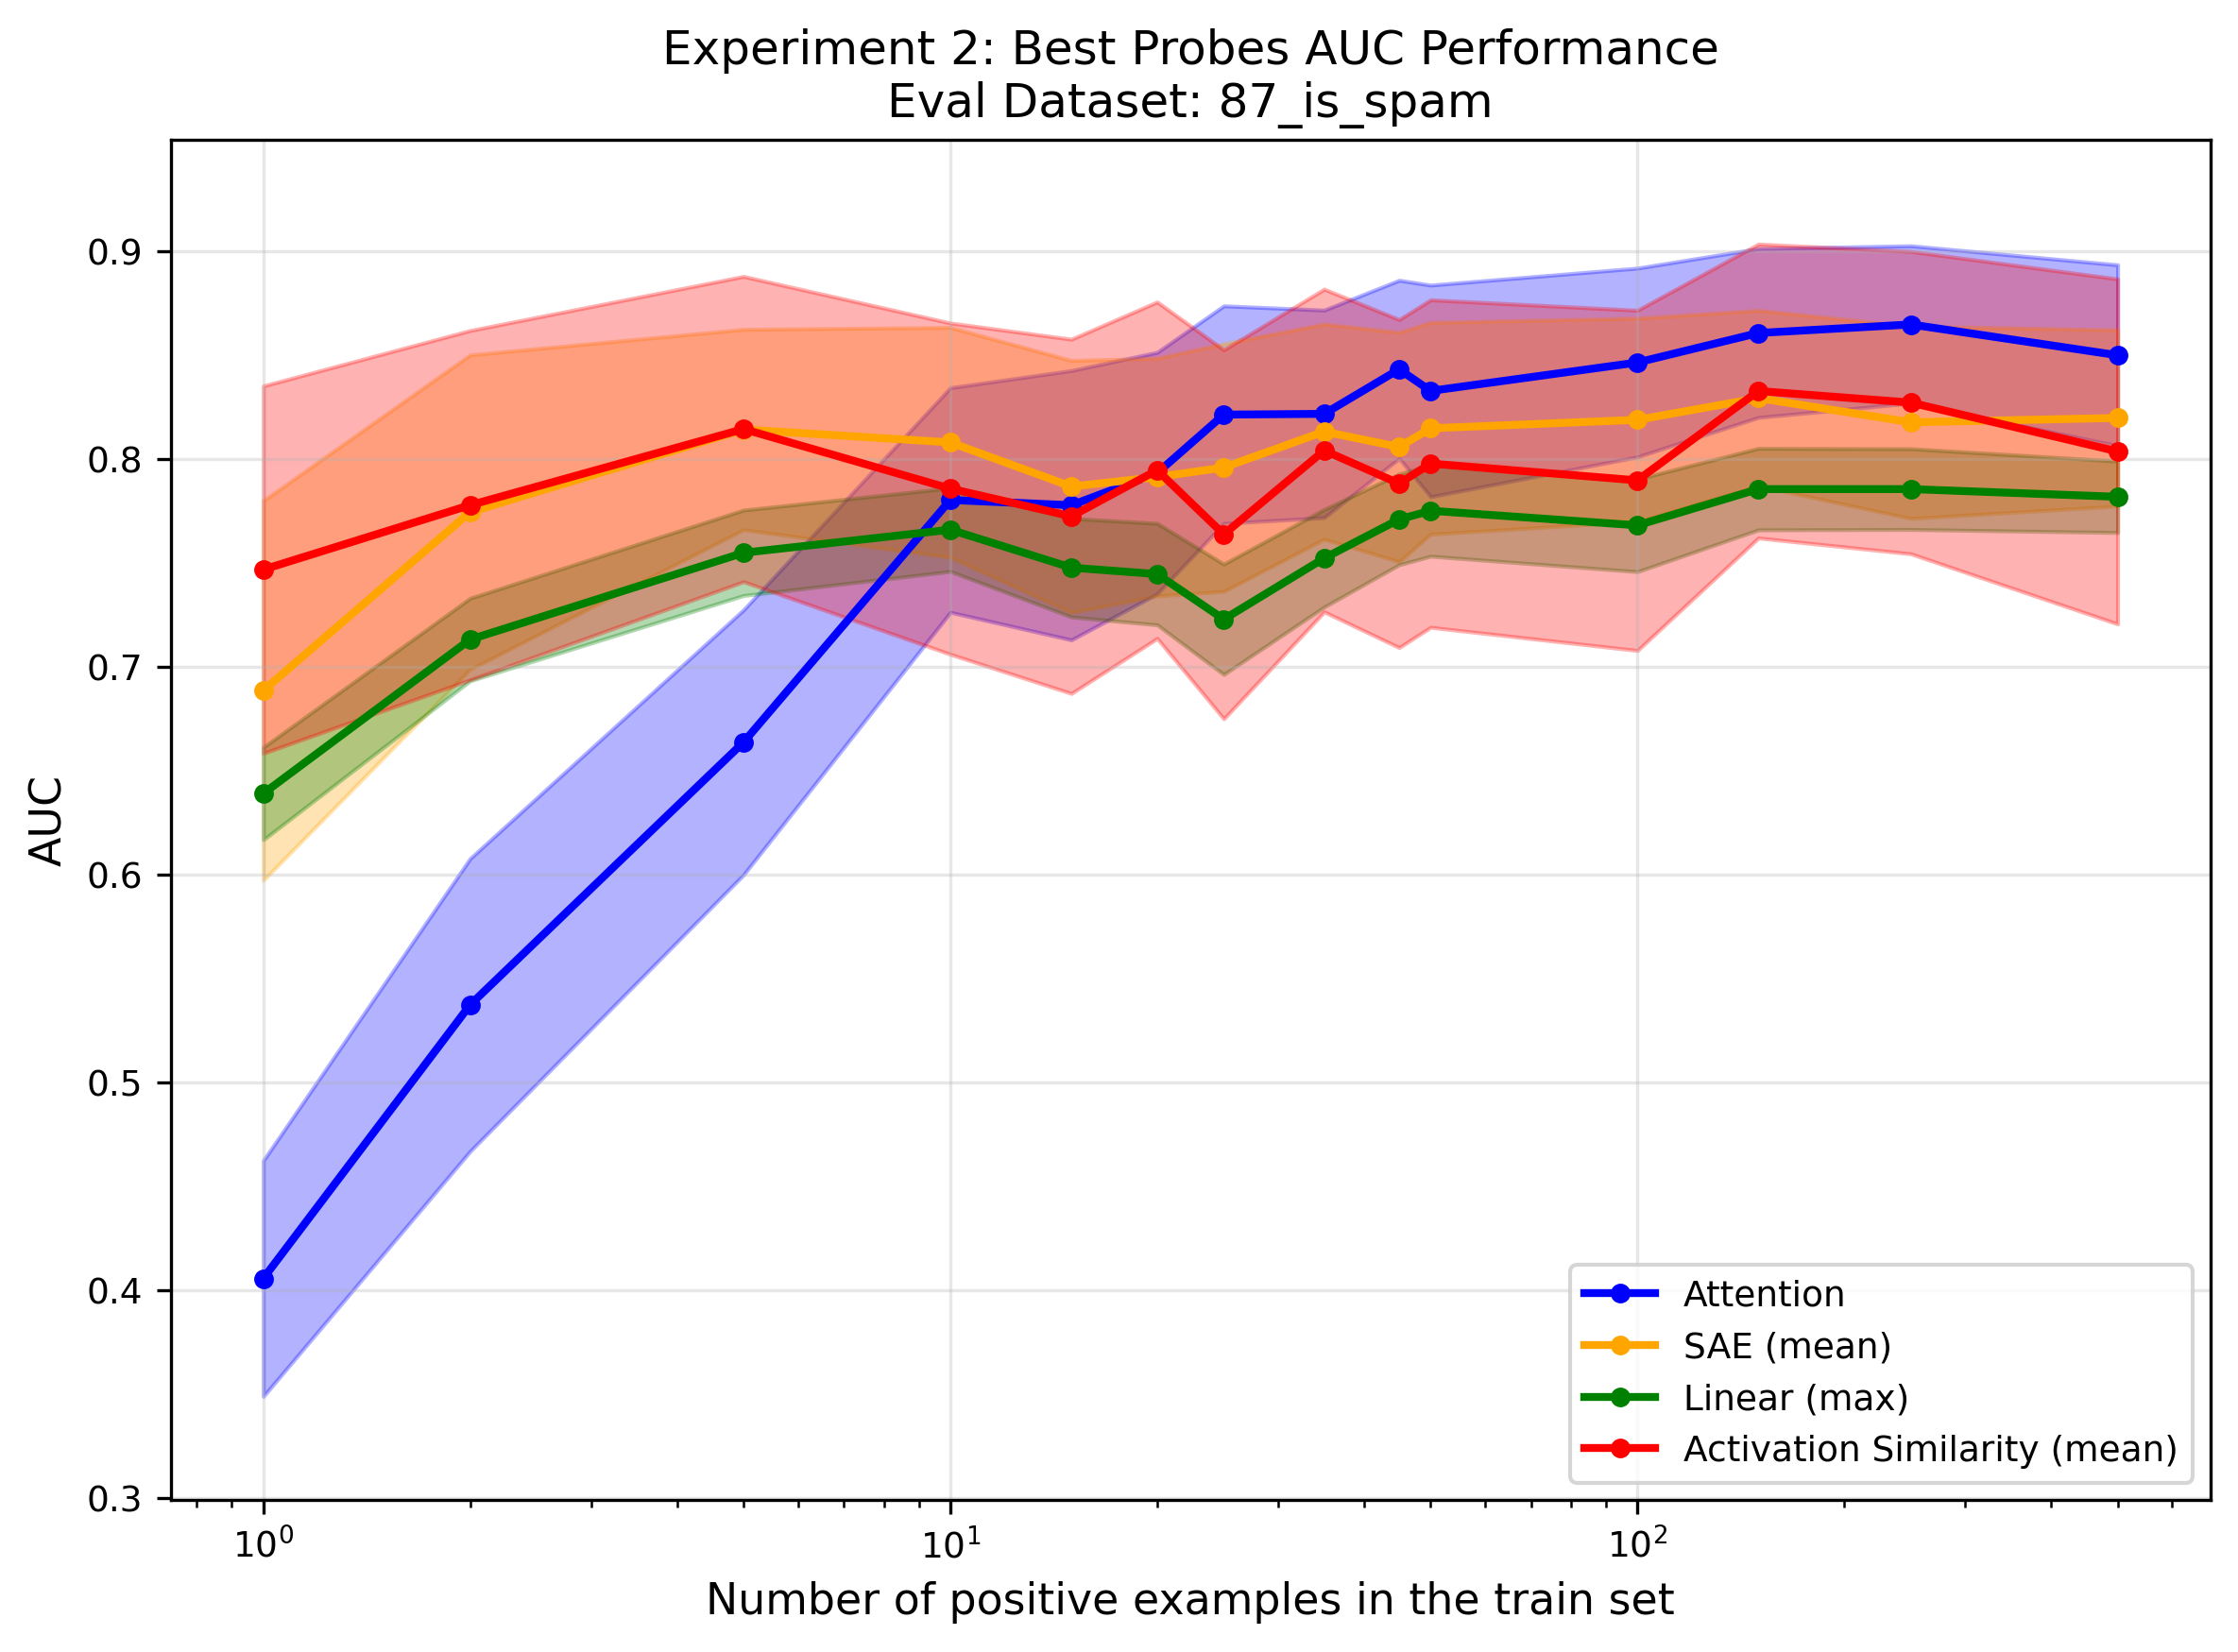 Experiment 2: Best Probes AUC Performance
Eval Dataset: 87_is_spam
AUC
0.9
0.8
0.7
0.6
0.5
0.4
0.3
10⁰
10¹
10²
Number of positive examples in the train set
Attention
SAE (mean)
Linear (max)
Activation Similarity (mean)